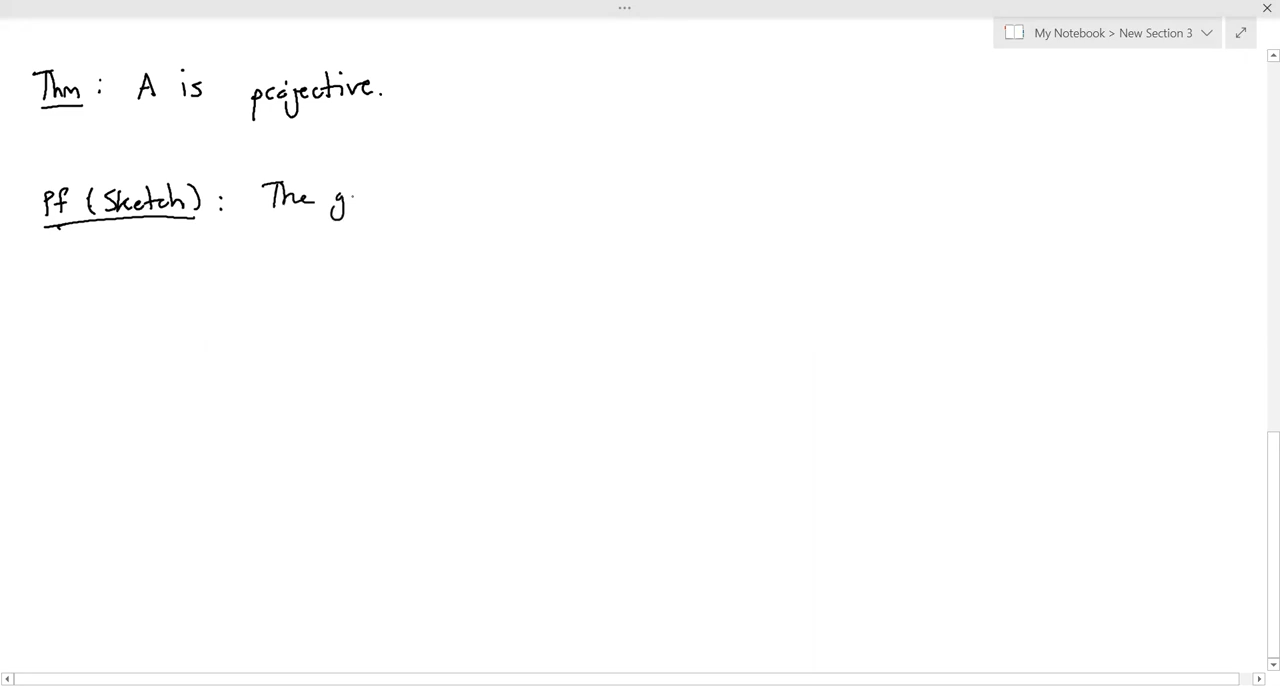 ...
My Notebook > New Section 3
Thm : A is projective.
Pf (Sketch) : The g